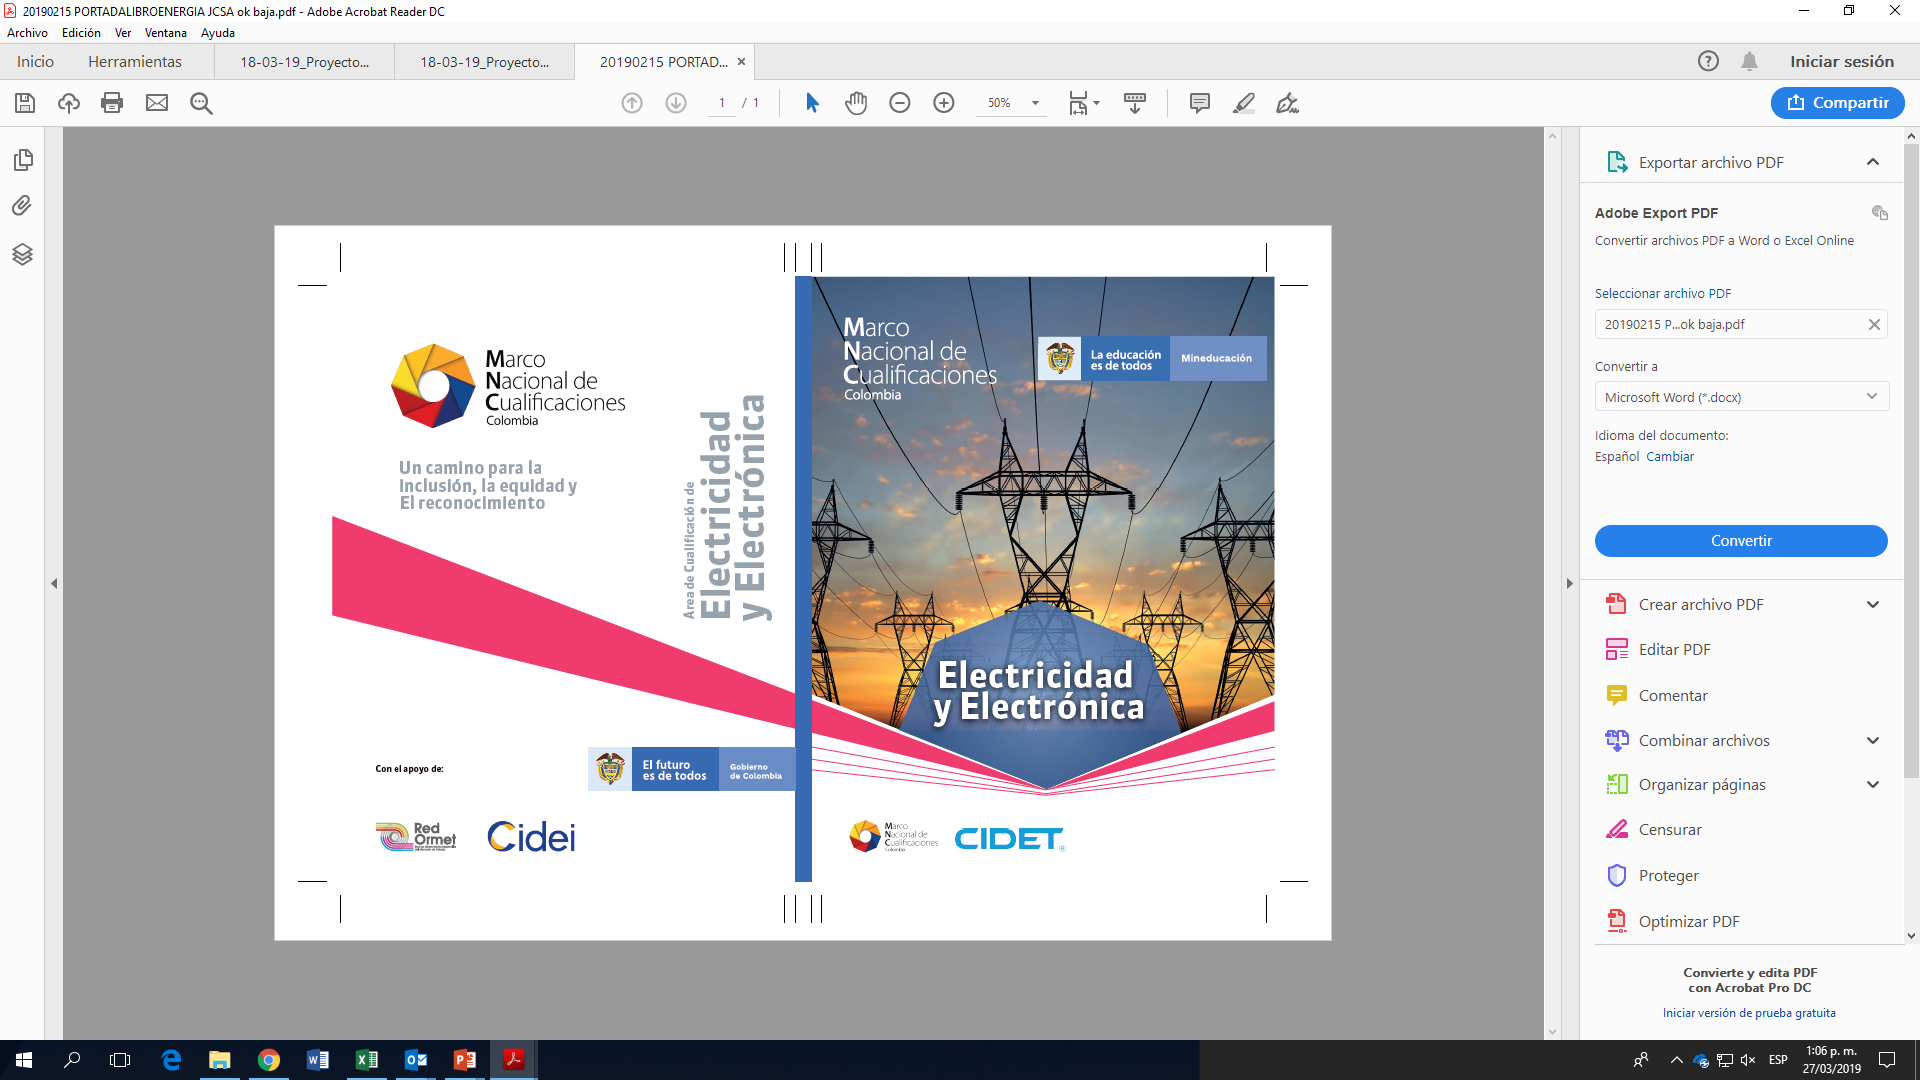 20190215 PORTADALIBROENERGIA JCSA ok baja.pdf - Adobe Acrobat Reader DC
Archivo Edición Ver Ventana Ayuda
Inicio Herramientas 18-03-19_Proyecto... 18-03-19_Proyecto... 20190215 PORTAD... Iniciar sesión
1 / 1 50% Compartir
Marco
Nacional de
Cualificaciones
Colombia
Un camino para la
inclusión, la equidad y
El reconocimiento
Area de Cualificación de
Electricidad
y Electrónica
Con el apoyo de:
El futuro
es de todos
Gobierno
de Colombia
Red
Ormet
Cidei
Marco
Nacional de
Cualificaciones
Colombia
La educación
es de todos
Mineducación
Electricidad
y Electrónica
Marco
Nacional de
Cualificaciones
Colombia
CIDET®
Exportar archivo PDF
Adobe Export PDF
Convertir archivos PDF a Word o Excel Online
Seleccionar archivo PDF
20190215 P...ok baja.pdf
Convertir a
Microsoft Word (*.docx)
Idioma del documento:
Español Cambiar
Convertir
Crear archivo PDF
Editar PDF
Comentar
Combinar archivos
Organizar páginas
Censurar
Proteger
Optimizar PDF
Convierte y edita PDF
con Acrobat Pro DC
Iniciar versión de prueba gratuita
ESP
1:06 p. m.
27/03/2019